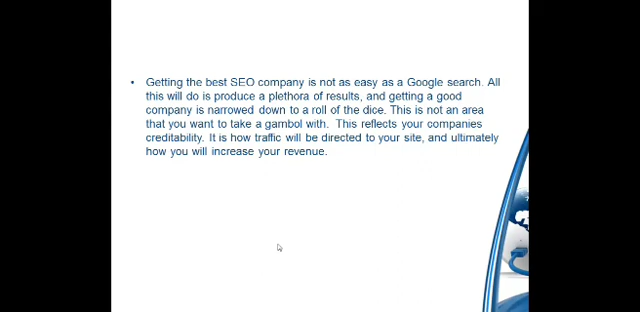 • Getting the best SEO company is not as easy as a Google search. All
this will do is produce a plethora of results, and getting a good
company is narrowed down to a roll of the dice. This is not an area
that you want to take a gambol with. This reflects your companies
creditability. It is how traffic will be directed to your site, and ultimately
how you will increase your revenue.